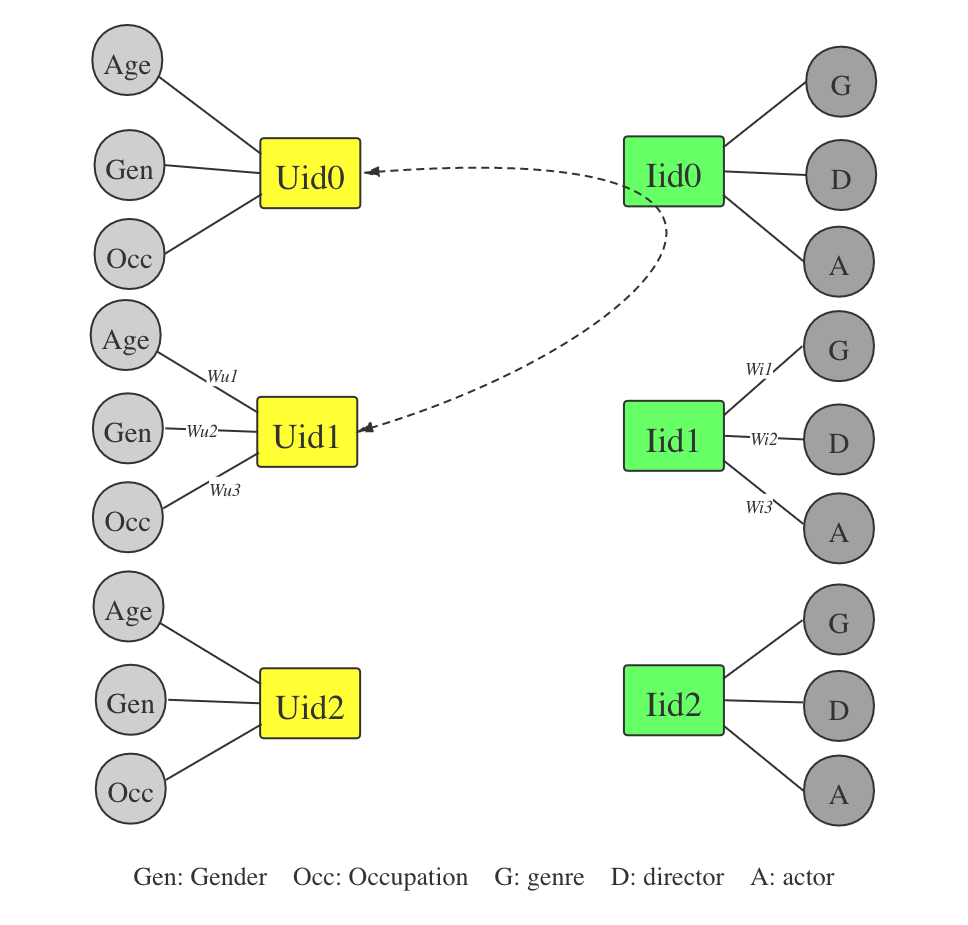 Age
Gen
Occ
Uid0
Iid0
G
D
A
Age
Gen
Occ
Wu1
Wu2
Wu3
Uid1
Iid1
Wi1
Wi2
Wi3
G
D
A
Age
Gen
Occ
Uid2
Iid2
G
D
A
Gen: Gender Occ: Occupation G: genre D: director A: actor